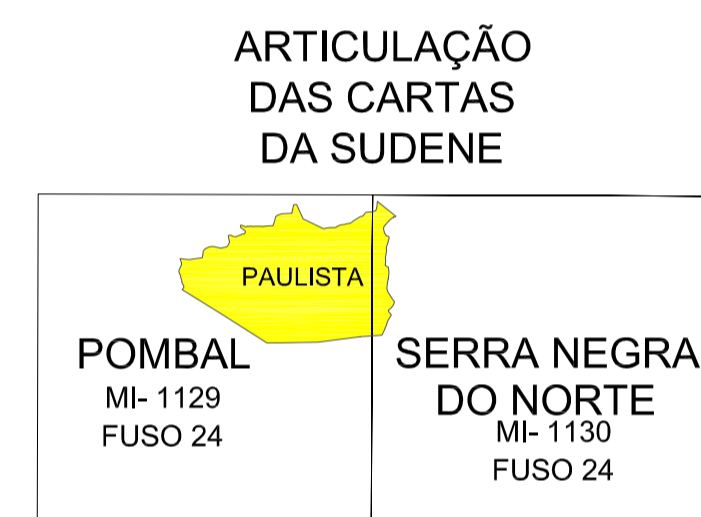 ARTICULAÇÃO
DAS CARTAS
DA SUDENE
PAULISTA
POMBAL
MI- 1129
FUSO 24
SERRA NEGRA
DO NORTE
MI- 1130
FUSO 24